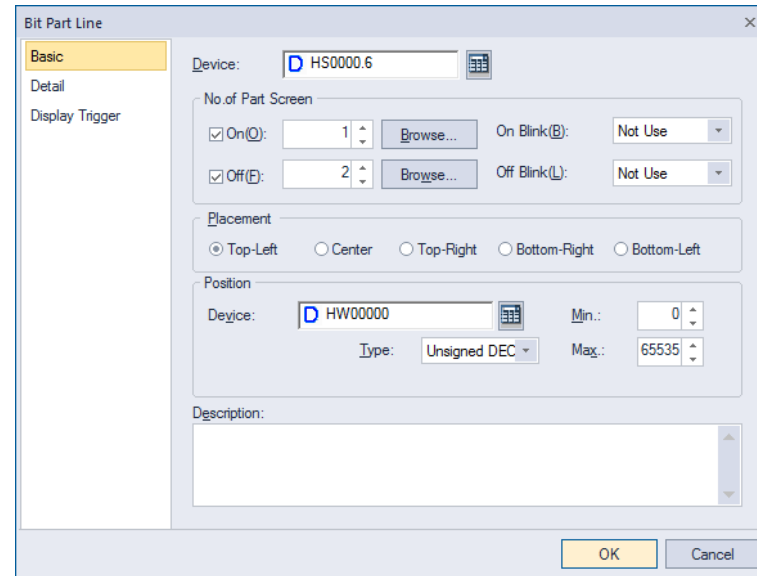 Bit Part Line
Basic
Detail
Display Trigger
Device: D HS0000.6
No.of Part Screen
On(O): 1 Browse... On Blink(B): Not Use
Off(F): 2 Browse... Off Blink(L): Not Use
Placement
Top-Left Center Top-Right Bottom-Right Bottom-Left
Position
Device: D HW00000 Min.: 0
Type: Unsigned DEC Max.: 65535
Description:
OK Cancel